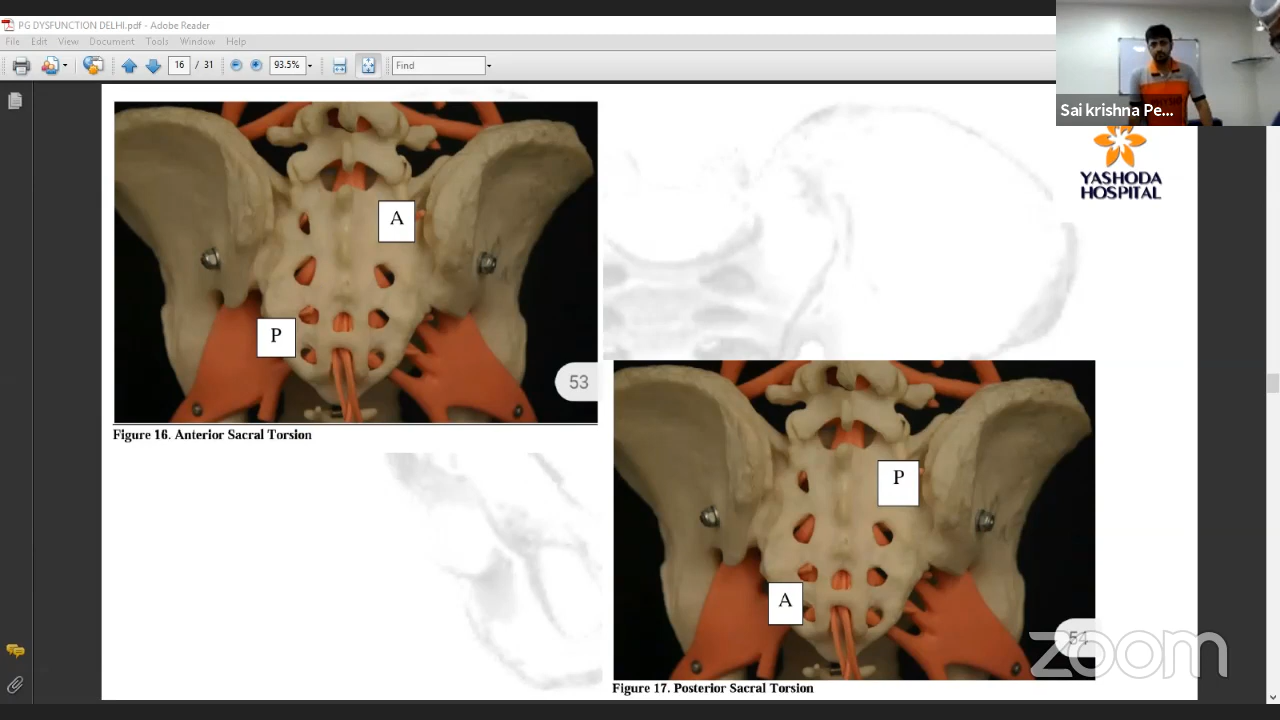 PG DYSFUNCTION DELHI.pdf - Adobe Reader
File Edit View Document Tools Window Help
16 / 31 93.5% Find
Sai krishna Pe...
YASHODA
HOSPITAL
A
P
53
Figure 16. Anterior Sacral Torsion
P
A
54
zoom
Figure 17. Posterior Sacral Torsion